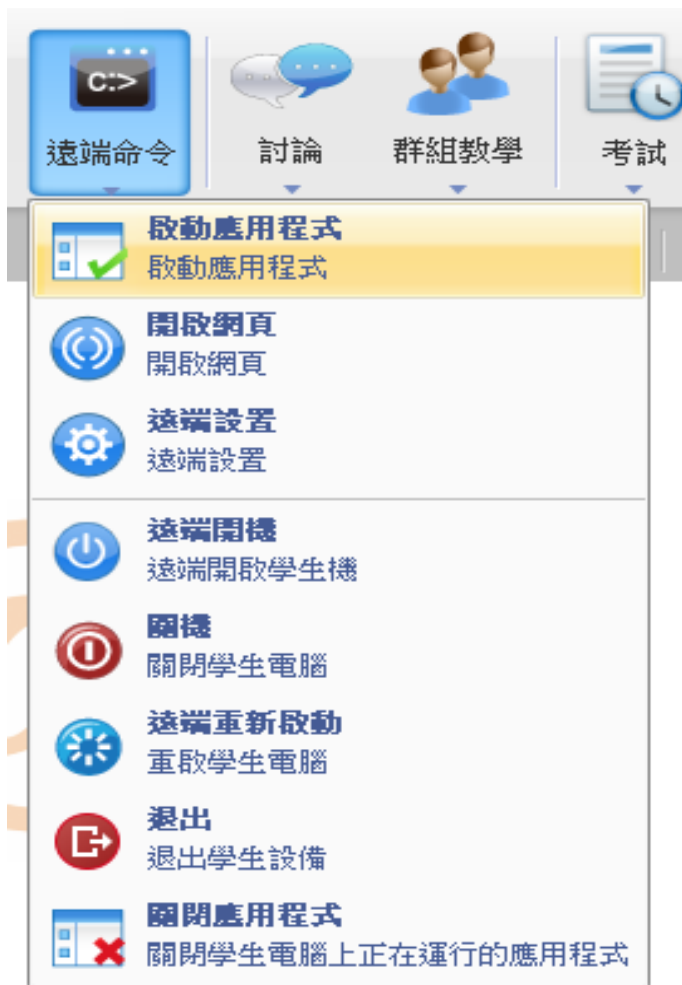 C:>
遠端命令
討論
群組教學
考試
啟動應用程式
啟動應用程式
開啟網頁
開啟網頁
遠端設置
遠端設置
遠端開機
遠端開啟學生機
關機
關閉學生電腦
遠端重新啟動
重啟學生電腦
退出
退出學生設備
關閉應用程式
關閉學生電腦上正在運行的應用程式